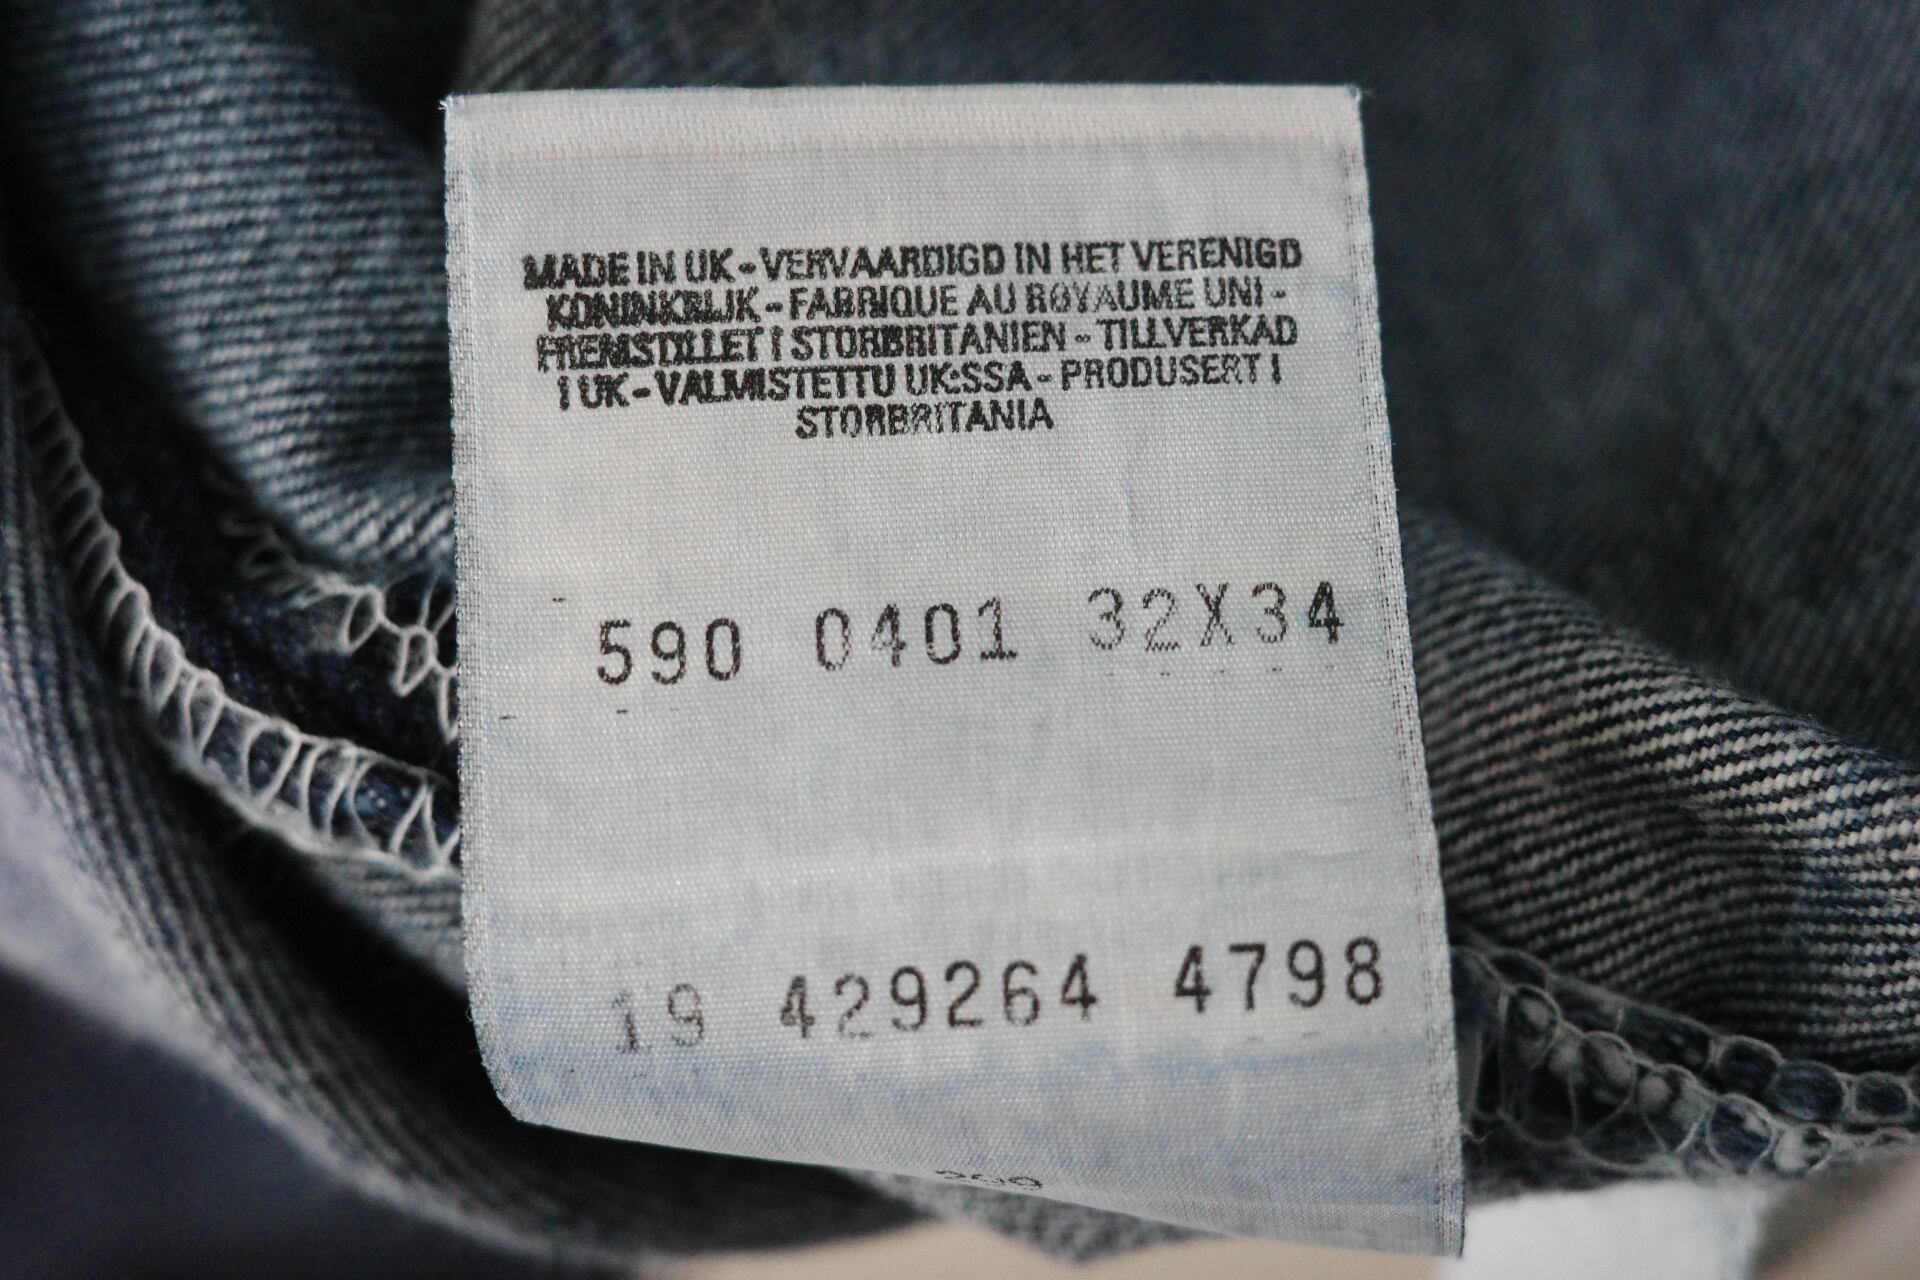 MADE IN UK - VERVAARDIGD IN HET VERENIGD
KONINKRIJK - FABRIQUE AU ROYAUME UNI -
FREMSTILLET I STORBRITANIEN - TILLVERKAD
I UK - VALMISTETTU UK:SSA - PRODUSERT I
STORBRITANIA
590 0401 32X34
19 429264 4798